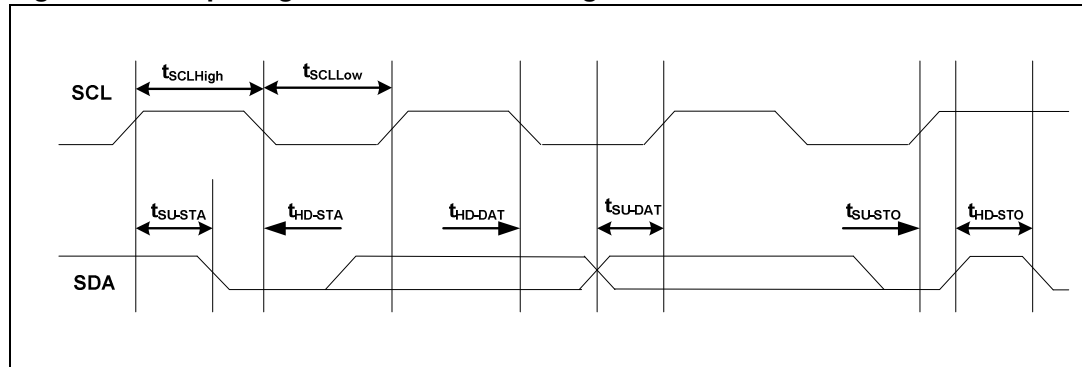 tSCLHigh
tSCLLow
SCL
tSU-STA
tHD-STA
tHD-DAT
tSU-DAT
tSU-STO
tHD-STO
SDA